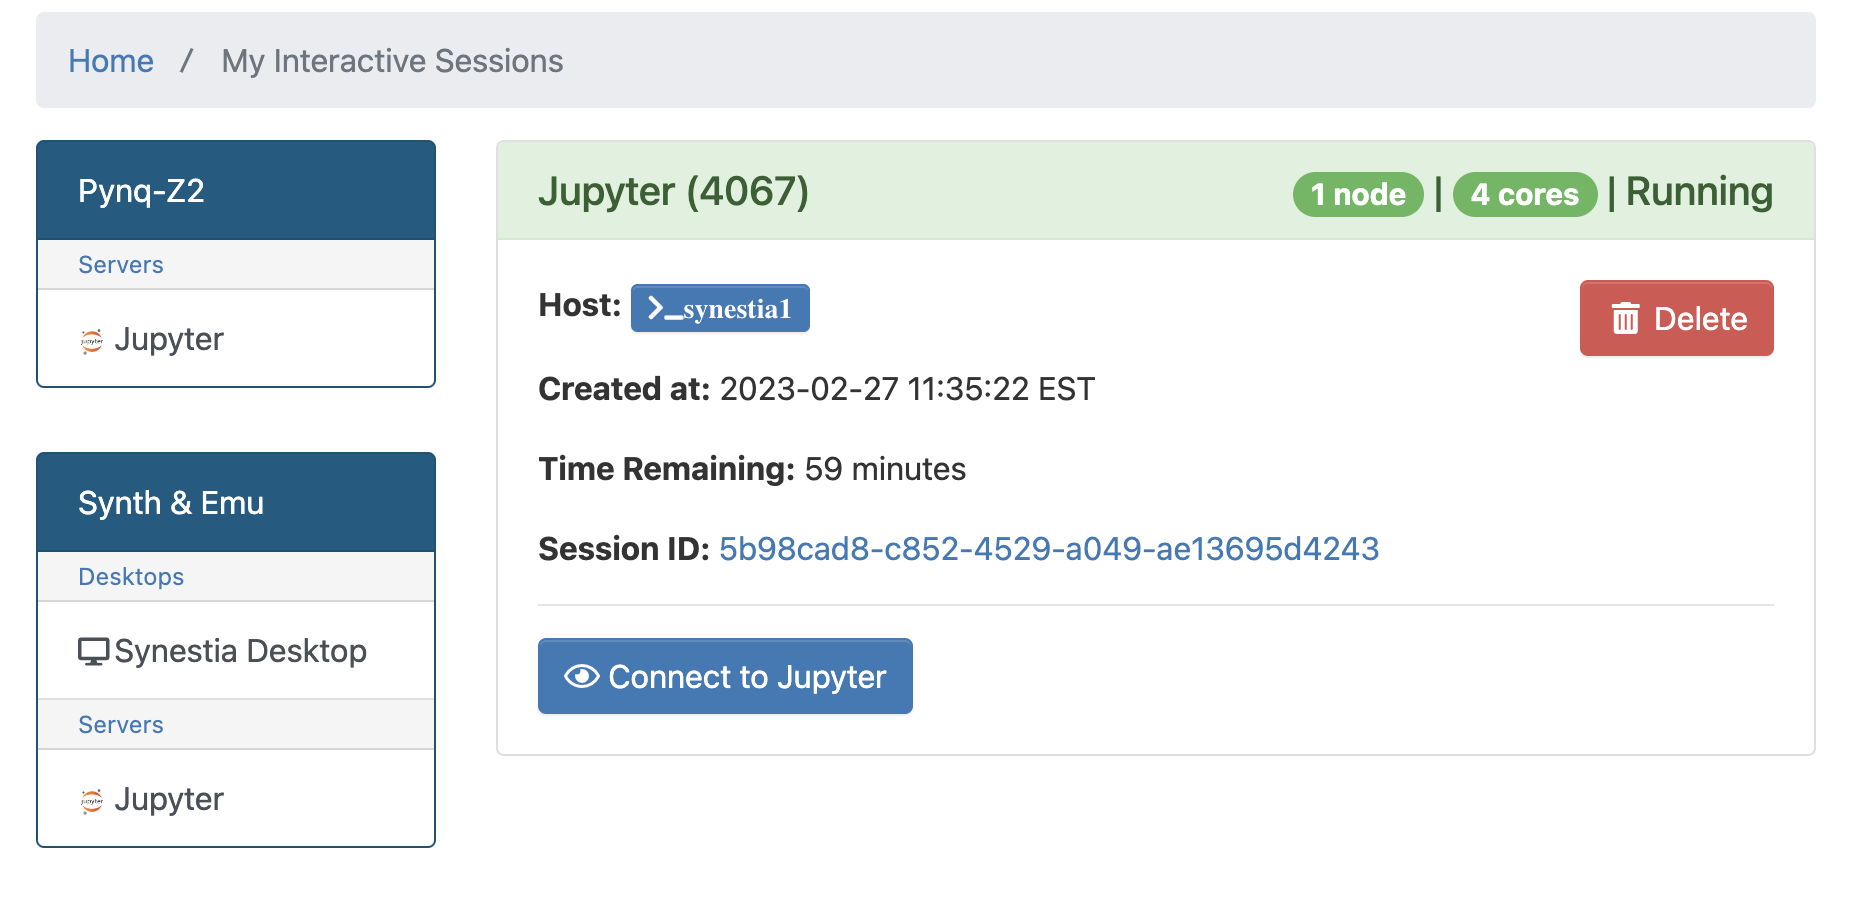 Home / My Interactive Sessions
Pynq-Z2
Servers
jupyter Jupyter
Synth & Emu
Desktops
Synestia Desktop
Servers
jupyter Jupyter
Jupyter (4067) 1 node | 4 cores | Running
Host: >_synestia1
Delete
Created at: 2023-02-27 11:35:22 EST
Time Remaining: 59 minutes
Session ID: 5b98cad8-c852-4529-a049-ae13695d4243
Connect to Jupyter